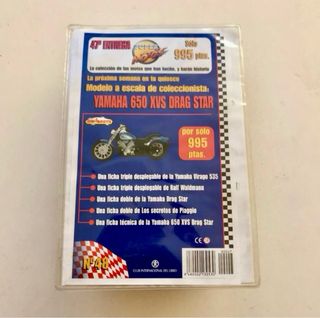 47ª ENTREGA
SUPER
Sólo
995 ptas.
La colección de las motos que han hecho, y harán historia
La próxima semana en tu quiosco
Modelo a escala de coleccionista:
YAMAHA 650 XVS DRAG STAR
por sólo
995
ptas.
Una ficha triple desplegable de la Yamaha Virago 535
Una ficha triple desplegable de Ralf Waldmann
Una ficha doble de la Yamaha Drag Star
Una ficha doble de Los secretos de Piaggio
Una ficha técnica de la Yamaha 650 XVS Drag Star
Nº 48
CLUB INTERNACIONAL DEL LIBRO
CE